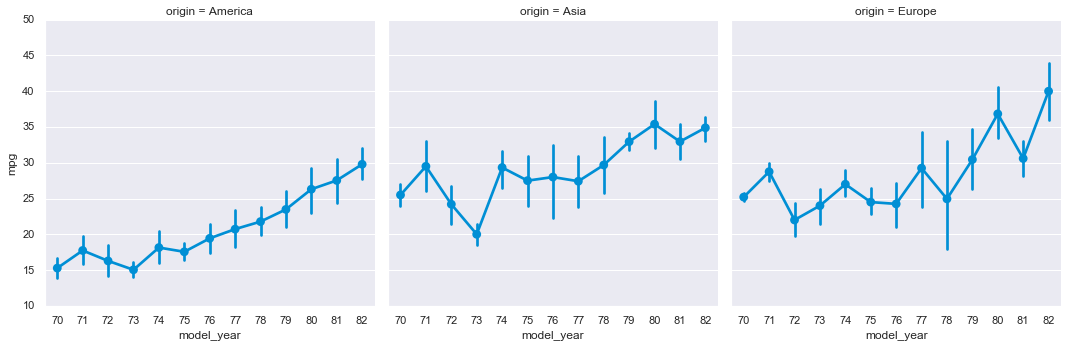 origin = America
origin = Asia
origin = Europe
mpg
50
45
40
35
30
25
20
15
10
70 71 72 73 74 75 76 77 78 79 80 81 82
70 71 72 73 74 75 76 77 78 79 80 81 82
70 71 72 73 74 75 76 77 78 79 80 81 82
model_year
model_year
model_year